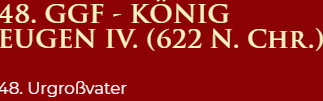 48. GGF - KÖNIG
EUGEN IV. (622 N. CHR.)
48. Urgroßvater